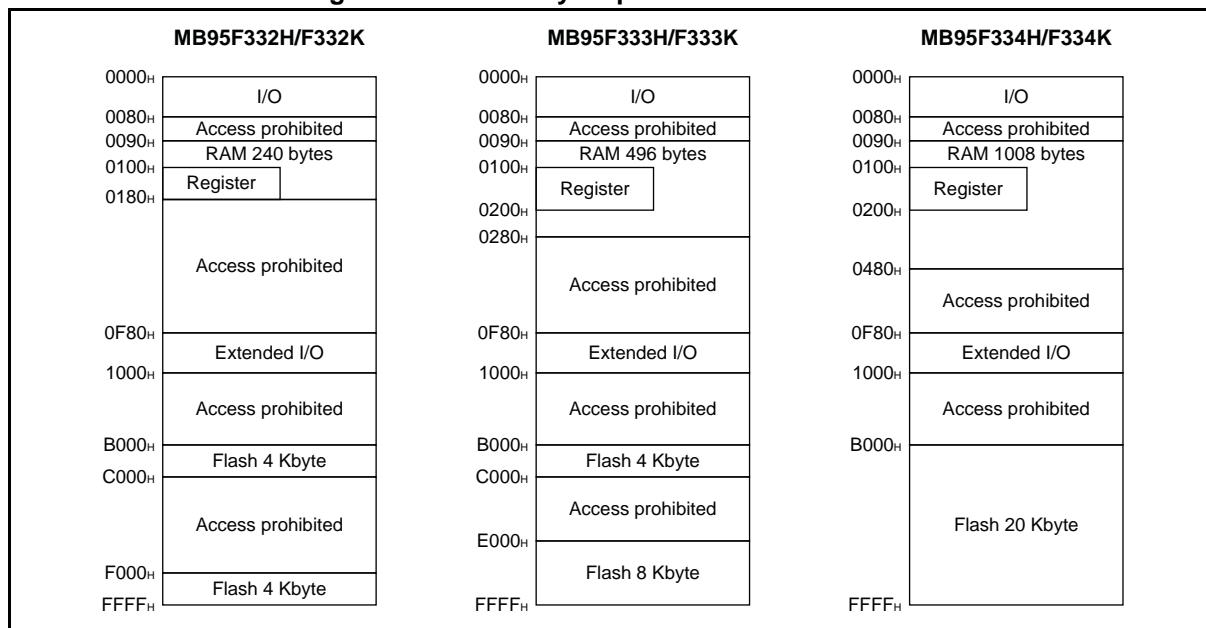 MB95F332H/F332K
0000H
I/O
0080H
Access prohibited
0090H
RAM 240 bytes
0100H
Register
0180H
Access prohibited
0F80H
Extended I/O
1000H
Access prohibited
B000H
Flash 4 Kbyte
C000H
Access prohibited
F000H
Flash 4 Kbyte
FFFFH
MB95F333H/F333K
0000H
I/O
0080H
Access prohibited
0090H
RAM 496 bytes
0100H
Register
0200H
0280H
Access prohibited
0F80H
Extended I/O
1000H
Access prohibited
B000H
Flash 4 Kbyte
C000H
Access prohibited
E000H
Flash 8 Kbyte
FFFFH
MB95F334H/F334K
0000H
I/O
0080H
Access prohibited
0090H
RAM 1008 bytes
0100H
Register
0200H
0480H
Access prohibited
0F80H
Extended I/O
1000H
Access prohibited
B000H
Flash 20 Kbyte
FFFFH